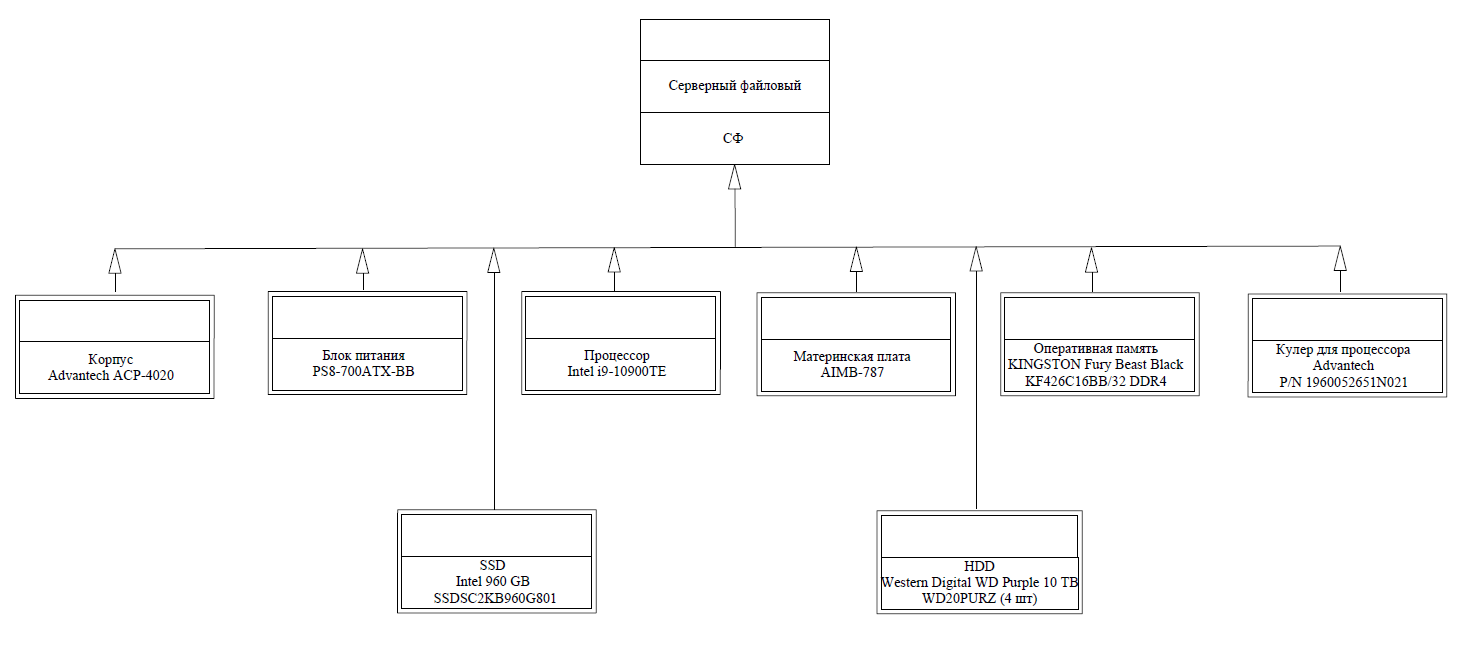 Серверный файловый
СФ
Корпус
Advantech ACP-4020
Блок питания
PS8-700ATX-BB
Процессор
Intel i9-10900TE
Материнская плата
AIMB-787
Оперативная память
KINGSTON Fury Beast Black
KF426C16BB/32 DDR4
Кулер для процессора
Advantech
P/N 1960052651N021
SSD
Intel 960 GB
SSDSC2KB960G801
HDD
Western Digital WD Purple 10 TB
WD20PURZ (4 шт)